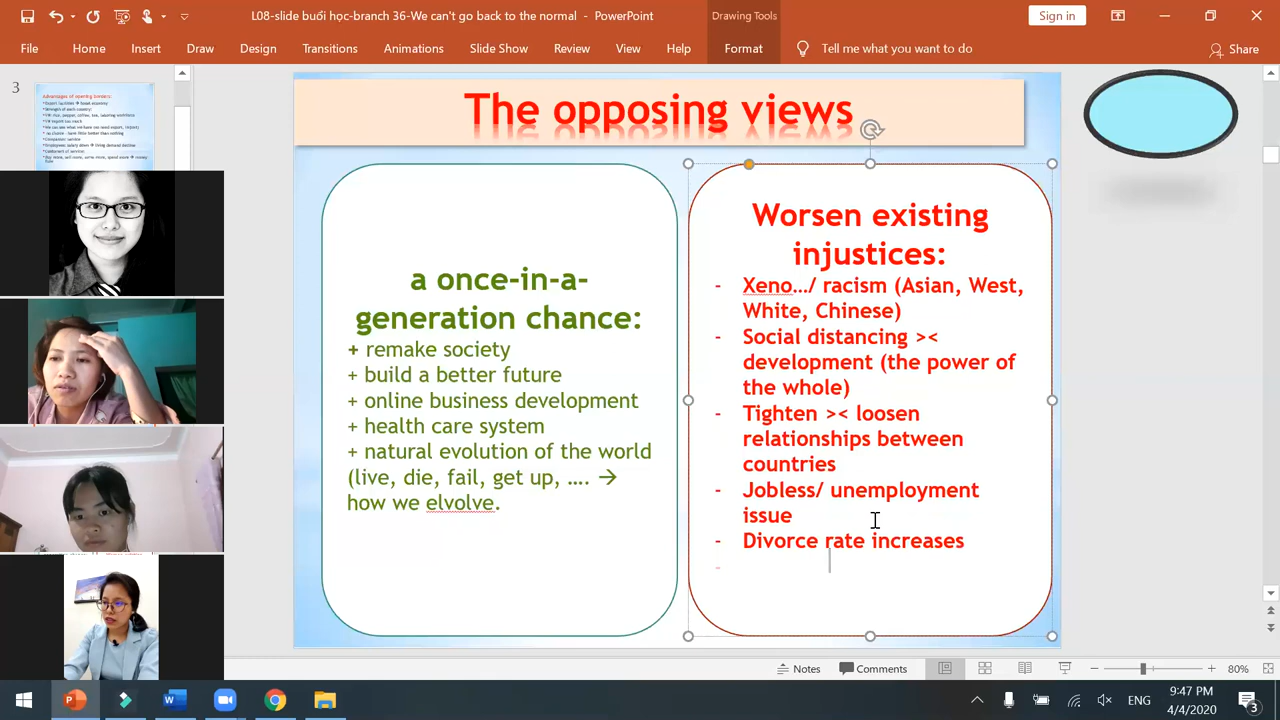 L08-slide buổi học-branch 36-We can't go back to the normal - PowerPoint
Drawing Tools
Sign in
File
Home
Insert
Draw
Design
Transitions
Animations
Slide Show
Review
View
Help
Format
Tell me what you want to do
Share
3
The opposing views
a once-in-a-
generation chance:
+ remake society
+ build a better future
+ online business development
+ health care system
+ natural evolution of the world
(live, die, fail, get up, .... →
how we elvolve.
Worsen existing
injustices:
- Xeno…/ racism (Asian, West,
White, Chinese)
- Social distancing ><
development (the power of
the whole)
- Tighten >< loosen
relationships between
countries
- Jobless/ unemployment
issue
- Divorce rate increases
-
Notes
Comments
80%
ENG
9:47 PM
4/4/2020
3